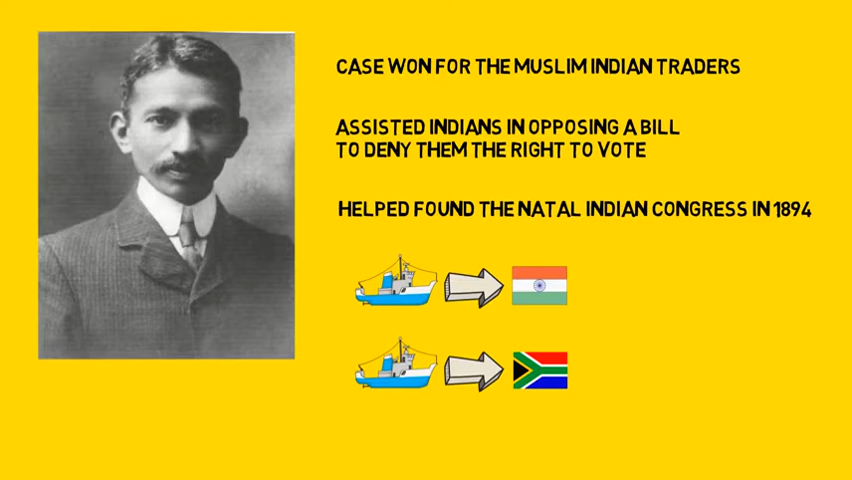 CASE WON FOR THE MUSLIM INDIAN TRADERS
ASSISTED INDIANS IN OPPOSING A BILL
TO DENY THEM THE RIGHT TO VOTE
HELPED FOUND THE NATAL INDIAN CONGRESS IN 1894